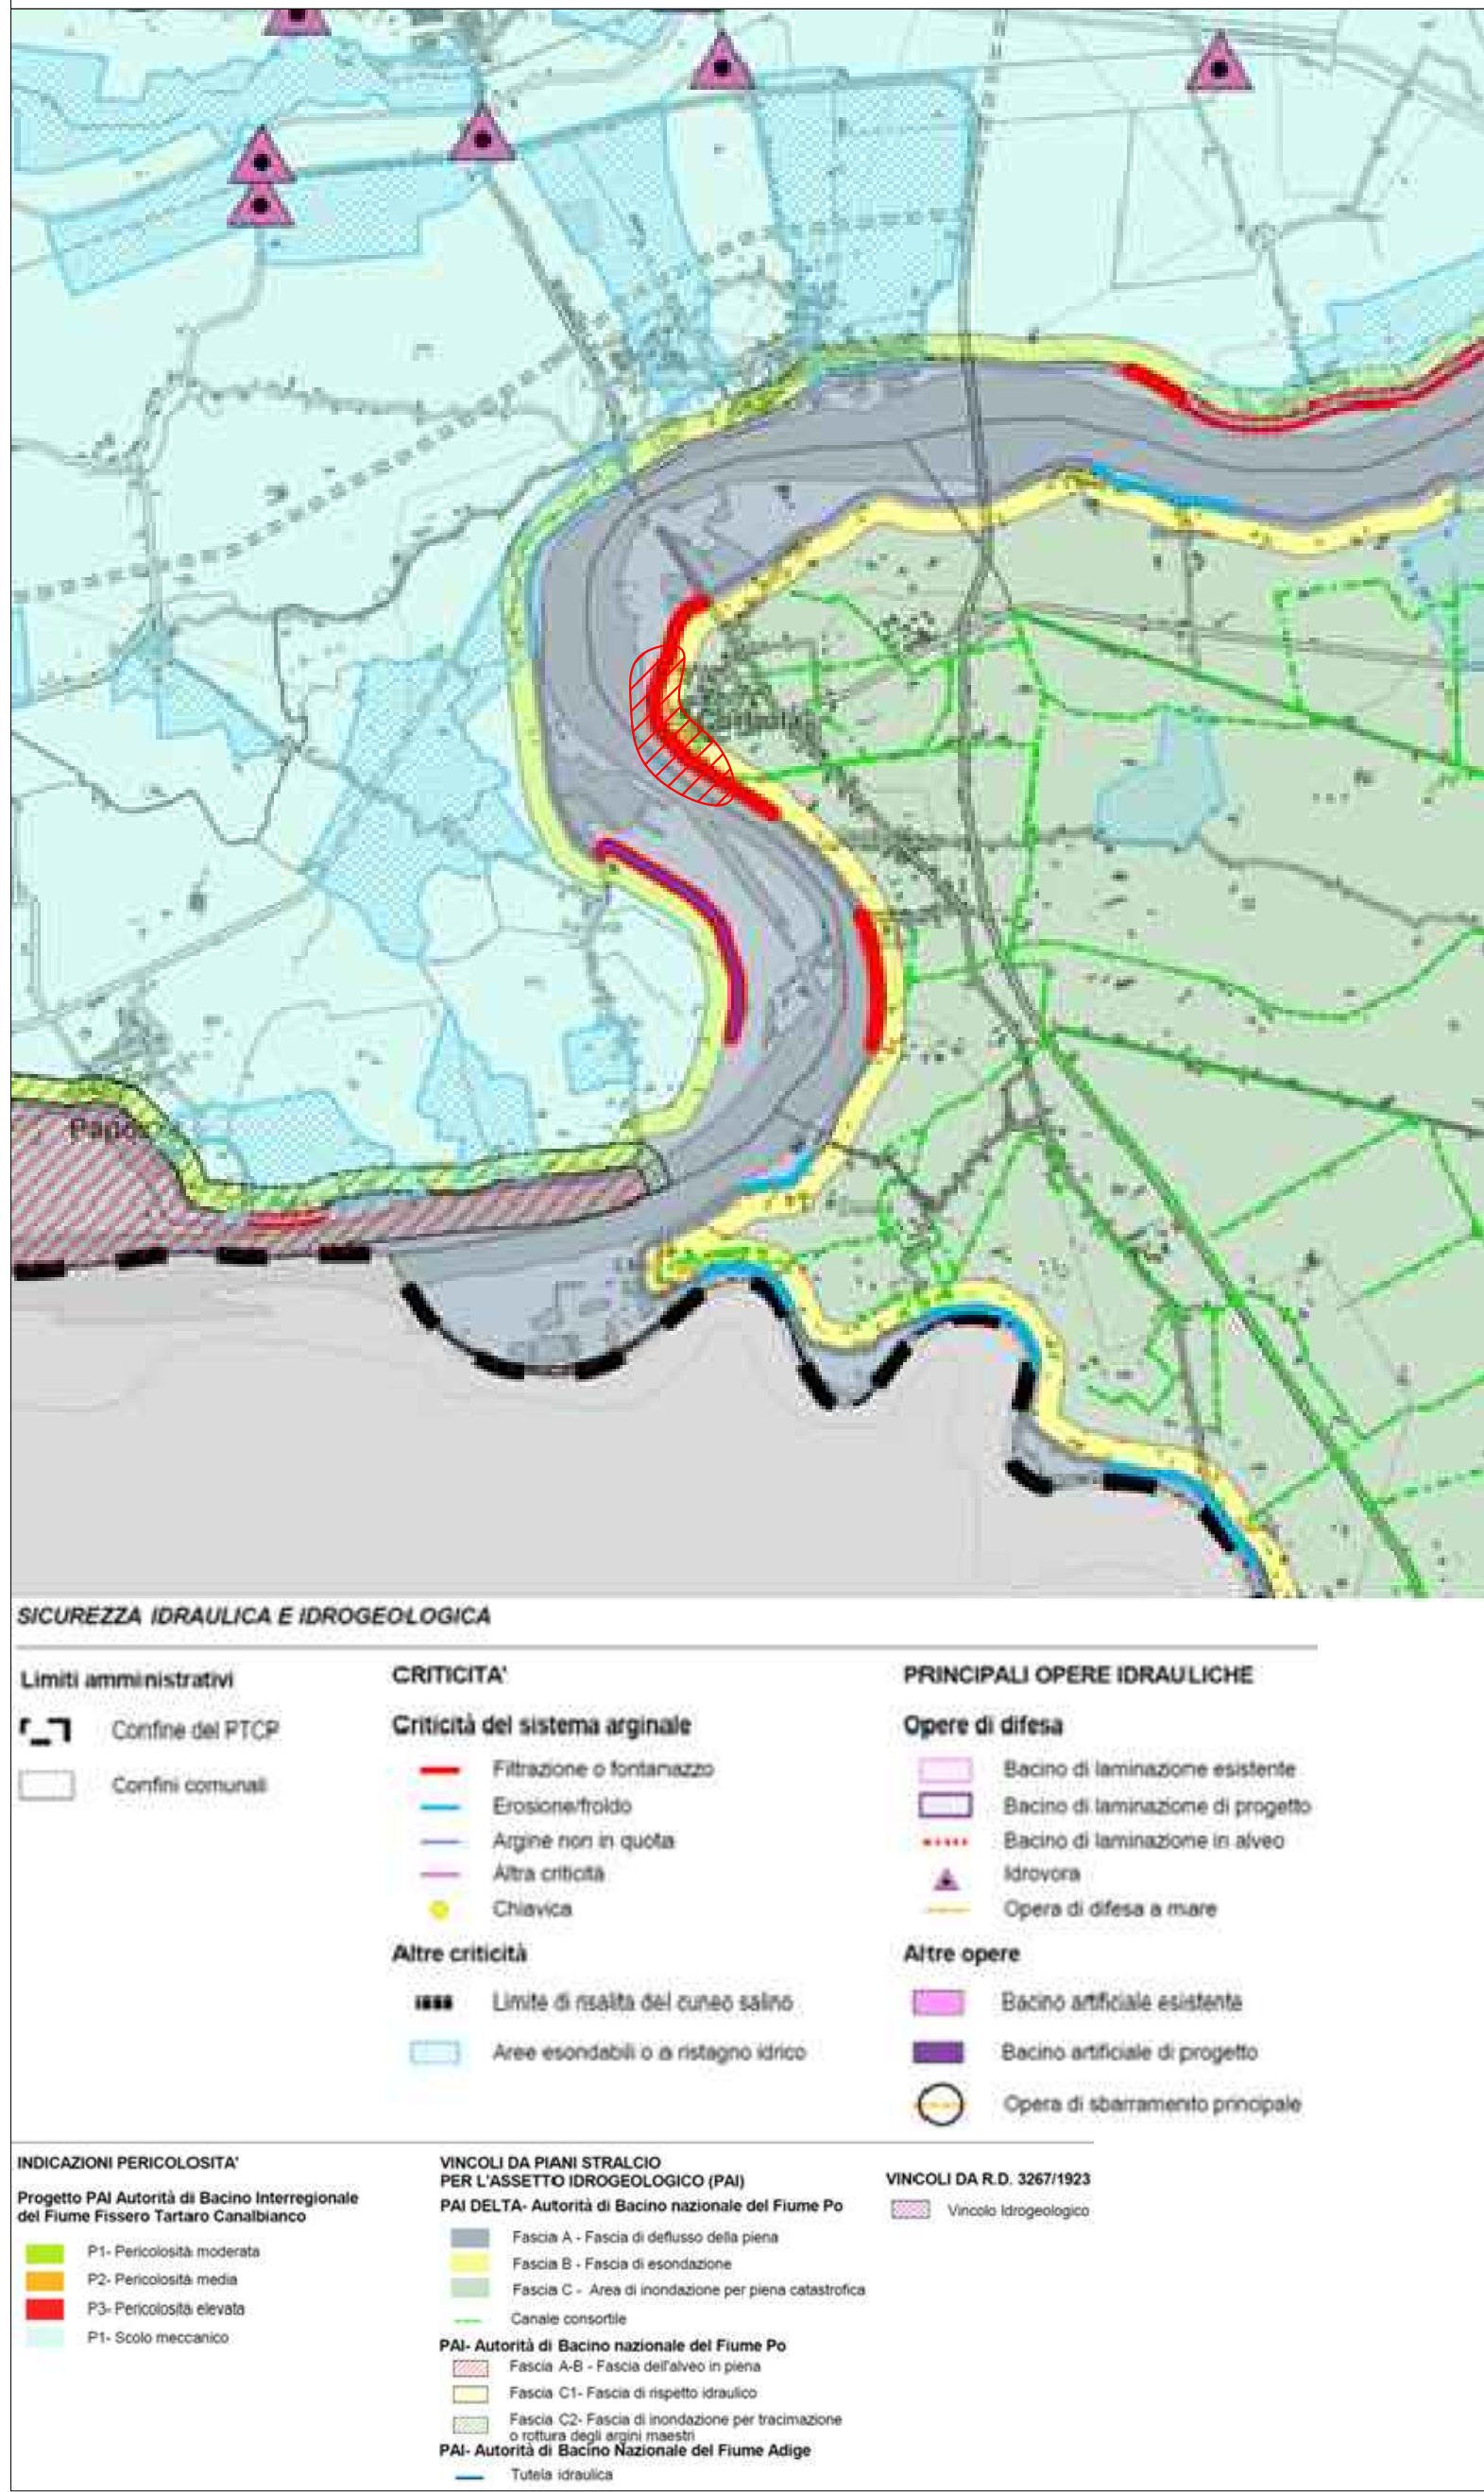 SICUREZZA IDRAULICA E IDROGEOLOGICA
Limiti amministrativi
Confine del PTCP
Confini comunali
CRITICITA'
Criticità del sistema arginale
Filtrazione o fontanazzo
Erosione/froldo
Argine non in quota
Altra criticità
Chiavica
Altre criticità
Limite di risalita del cuneo salino
Aree esondabili o a ristagno idrico
PRINCIPALI OPERE IDRAULICHE
Opere di difesa
Bacino di laminazione esistente
Bacino di laminazione di progetto
Bacino di laminazione in alveo
Idrovora
Opera di difesa a mare
Altre opere
Bacino artificiale esistente
Bacino artificiale di progetto
Opera di sbarramento principale
INDICAZIONI PERICOLOSITA'
Progetto PAI Autorità di Bacino Interregionale
del Fiume Fissero Tartaro Canalbianco
P1- Pericolosità moderata
P2- Pericolosità media
P3- Pericolosità elevata
P1- Scolo meccanico
VINCOLI DA PIANI STRALCIO
PER L'ASSETTO IDROGEOLOGICO (PAI)
PAI DELTA- Autorità di Bacino nazionale del Fiume Po
Fascia A - Fascia di deflusso della piena
Fascia B - Fascia di esondazione
Fascia C - Area di inondazione per piena catastrofica
Canale consortile
PAI- Autorità di Bacino nazionale del Fiume Po
Fascia A-B - Fascia dell'alveo in piena
Fascia C1- Fascia di rispetto idraulico
Fascia C2- Fascia di inondazione per tracimazione
o rottura degli argini maestri
PAI- Autorità di Bacino Nazionale del Fiume Adige
Tutela idraulica
VINCOLI DA R.D. 3267/1923
Vincolo Idrogeologico